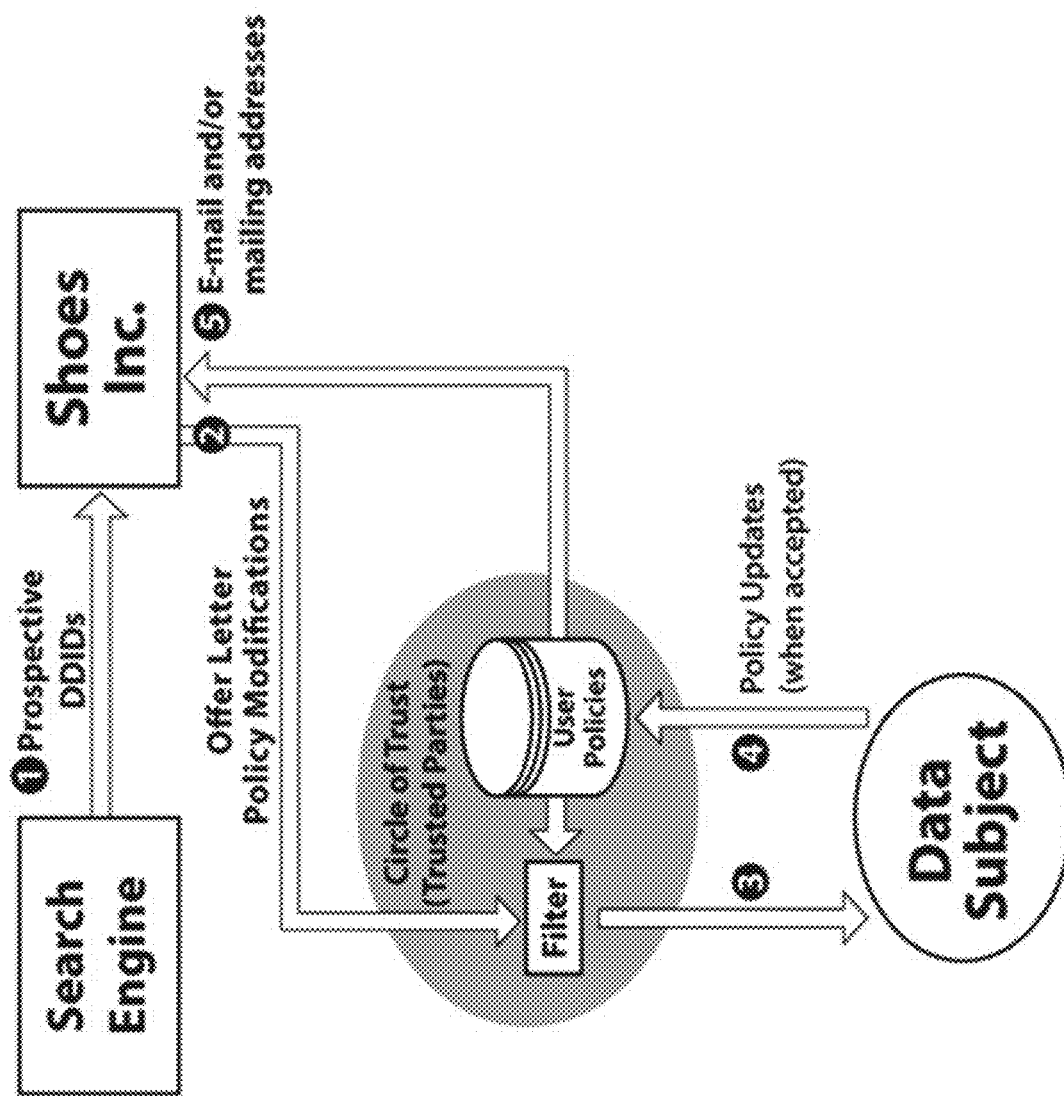 Search
Engine
❶ Prospective
DDIDs
Shoes
Inc.
❷
Offer Letter
Policy Modifications
❺ E-mail and/or
mailing addresses
Circle of Trust
(Trusted Parties)
Filter
User
Policies
❸
❹
Policy Updates
(when accepted)
Data
Subject